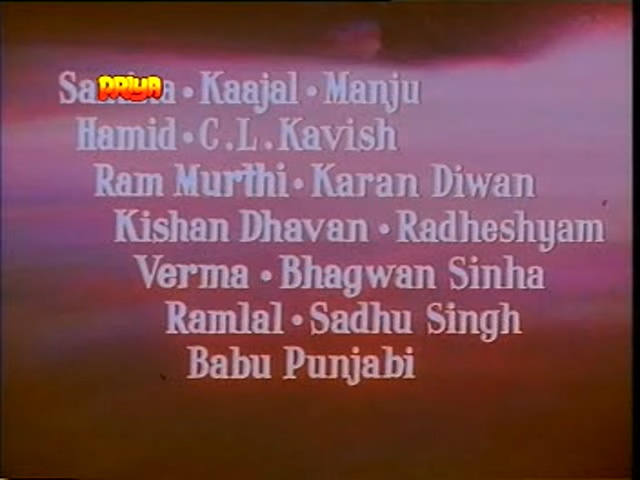 PRIYA • Kaajal • Manju
Hamid • C.L.Kavish
Ram Murthi • Karan Diwan
Kishan Dhavan • Radheshyam
Verma • Bhagwan Sinha
Ramlal • Sadhu Singh
Babu Punjabi